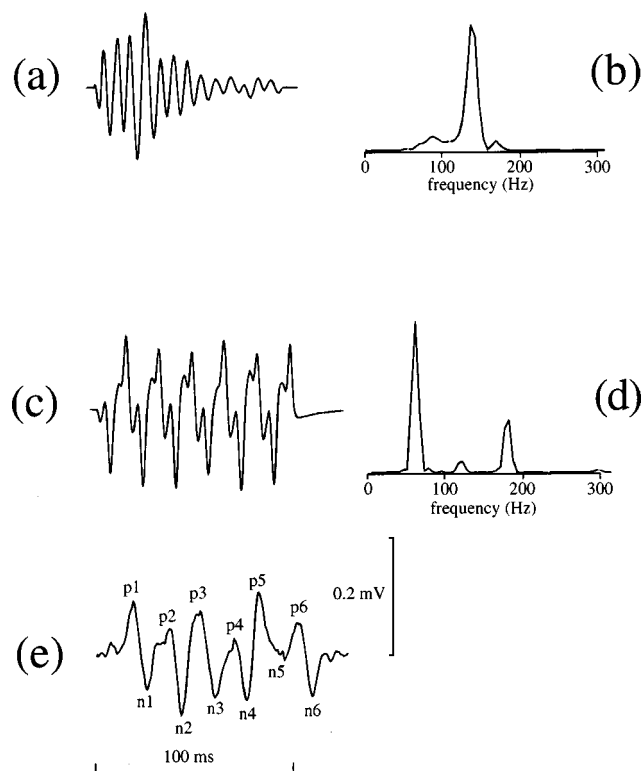 (a)
(b)
0 100 200 300
frequency (Hz)
(c)
(d)
0 100 200 300
frequency (Hz)
(e)
p1 p2 p3 p4 p5 p6
n1 n2 n3 n4 n5 n6
0.2 mV
100 ms